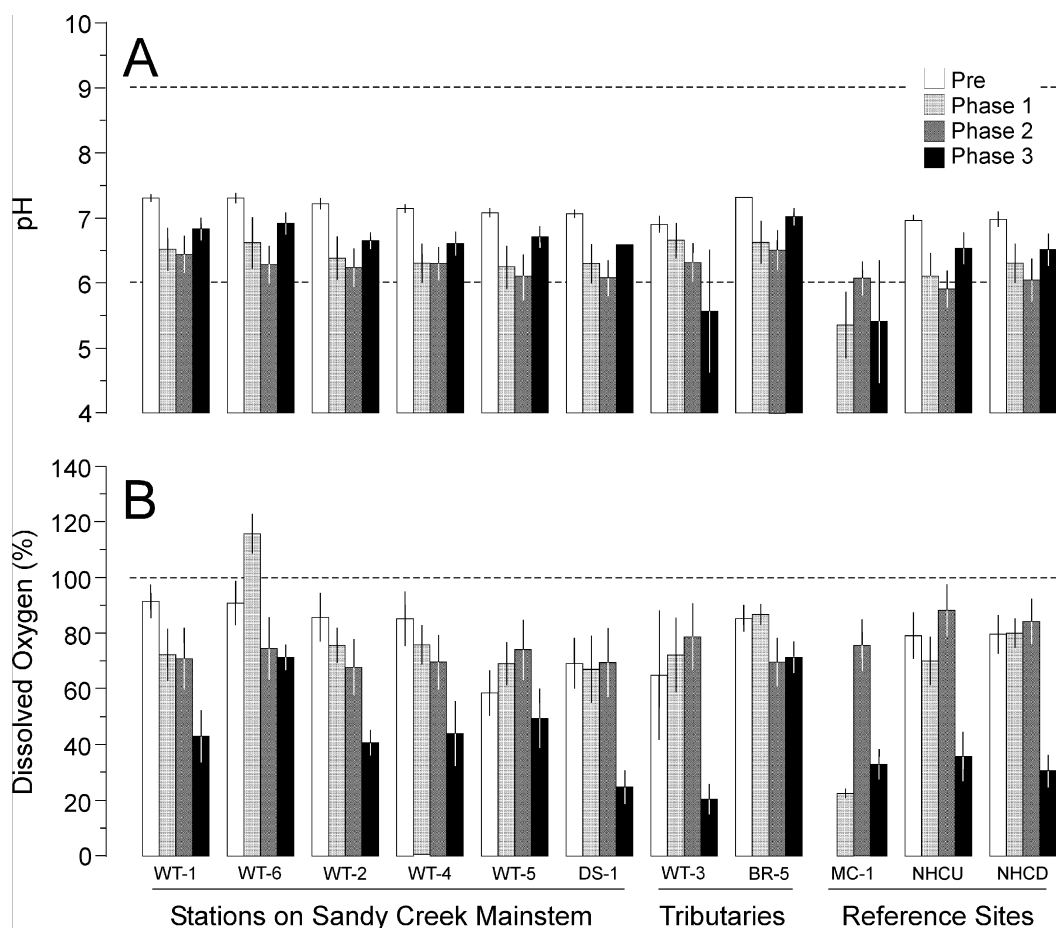 A
10
9
8
7
6
5
4
pH
Pre
Phase 1
Phase 2
Phase 3
B
140
120
100
80
60
40
20
0
Dissolved Oxygen (%)
WT-1 WT-6 WT-2 WT-4 WT-5 DS-1 WT-3 BR-5 MC-1 NHCU NHCD
Stations on Sandy Creek Mainstem Tributaries Reference Sites